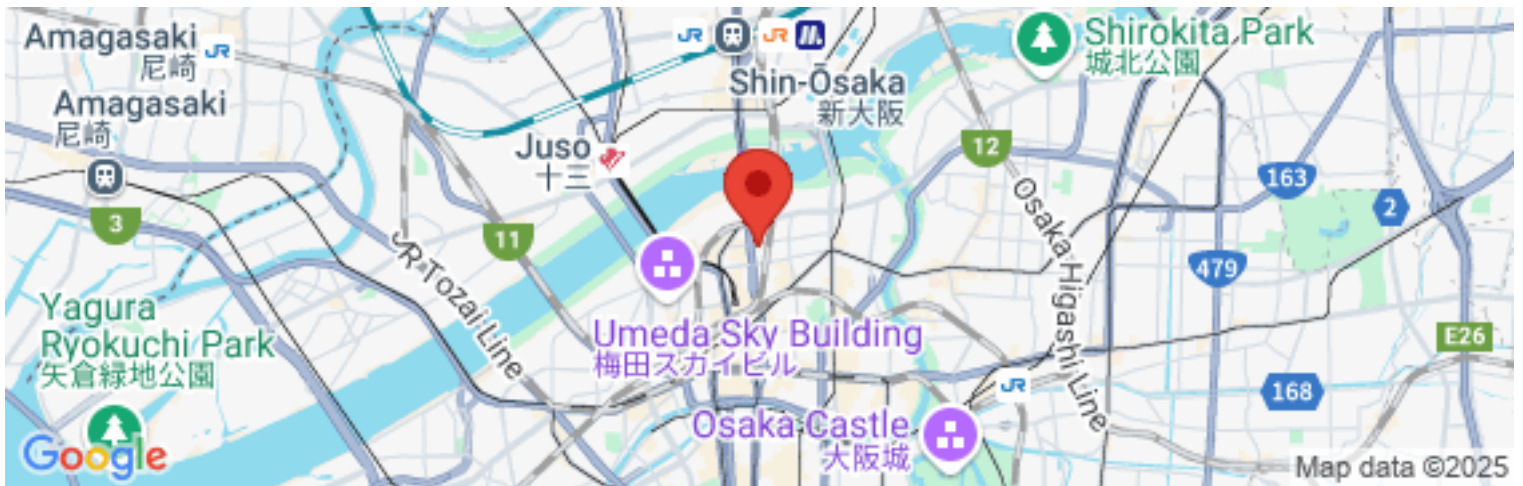 Amagasaki
尼崎
JR
JR
JR
Shin-Ōsaka
新大阪
Shirokita Park
城北公園
Amagasaki
尼崎
Juso
十三
12
163
2
3
11
479
JR Tozai Line
Osaka Higashi Line
Yagura
Ryokuchi Park
矢倉緑地公園
Umeda Sky Building
梅田スカイビル
E26
JR
168
Osaka Castle
大阪城
Google
Map data ©2025